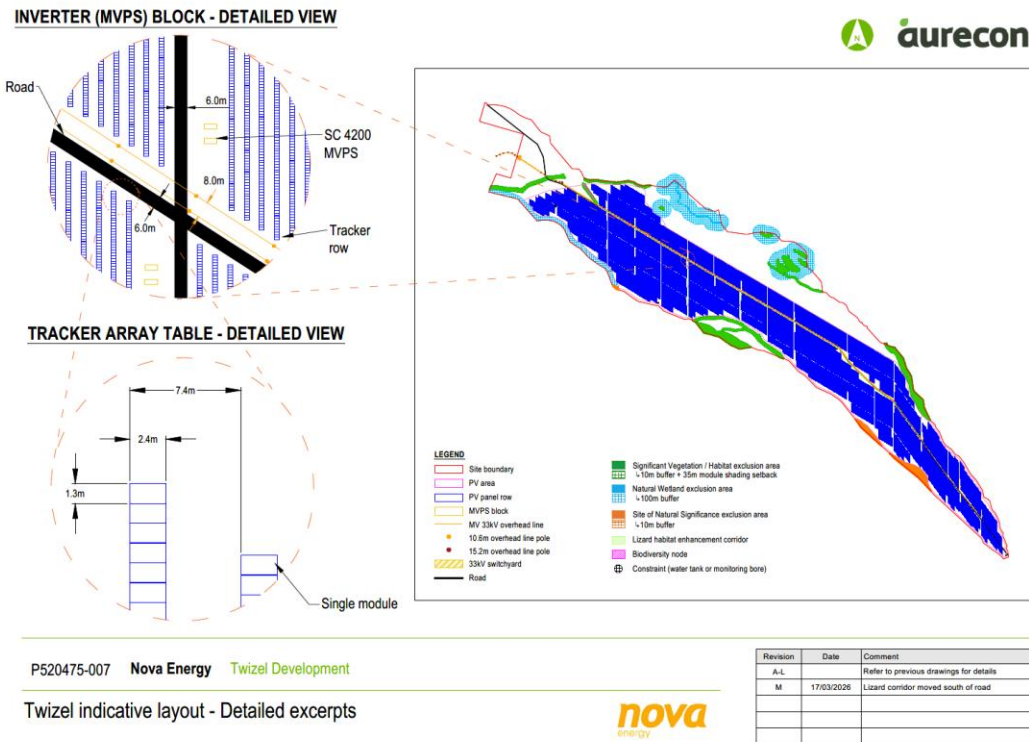 INVERTER (MVPS) BLOCK - DETAILED VIEW
N
aurecon
Road
6.0m
SC 4200
MVPS
8.0m
6.0m
Tracker
row
TRACKER ARRAY TABLE - DETAILED VIEW
7.4m
2.4m
1.3m
Single module
LEGEND
Site boundary
PV area
PV panel row
MVPS block
MV 33kV overhead line
10.6m overhead line pole
15.2m overhead line pole
33kV switchyard
Road
Significant Vegetation / Habitat exclusion area
↳10m buffer + 35m module shading setback
Natural Wetland exclusion area
↳100m buffer
Site of Natural Significance exclusion area
↳10m buffer
Lizard habitat enhancement corridor
Biodiversity node
Constraint (water tank or monitoring bore)
P520475-007 Nova Energy Twizel Development
Twizel indicative layout - Detailed excerpts
nova
energy
Revision Date Comment
A-L Refer to previous drawings for details
M 17/03/2026 Lizard corridor moved south of road